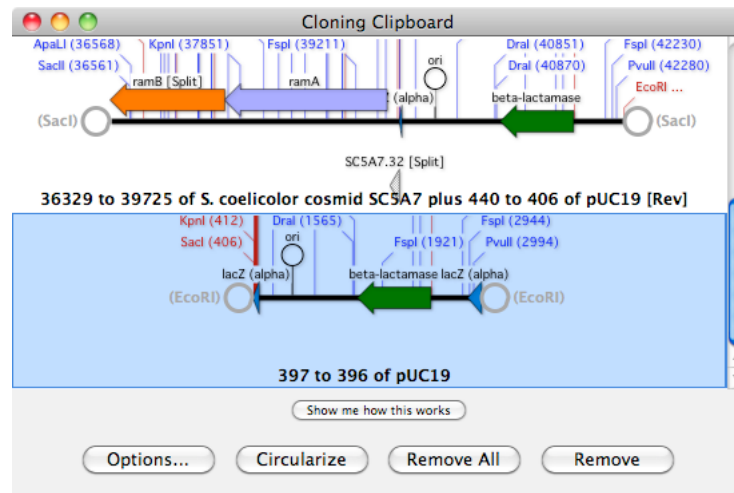 Cloning Clipboard
ApaLI (36568) KpnI (37851) FspI (39211) DraI (40851) FspI (42230)
SacII (36561) ori DraI (40870) PvuII (42280)
ramB [Split] ramA (alpha) beta-lactamase EcoRI ...
(SacI) (SacI)
SC5A7.32 [Split]
36329 to 39725 of S. coelicolor cosmid SC5A7 plus 440 to 406 of pUC19 [Rev]
KpnI (412) DraI (1565) FspI (2944)
SacI (406) ori FspI (1921) PvuII (2994)
lacZ (alpha) beta-lactamase lacZ (alpha)
(EcoRI) (EcoRI)
397 to 396 of pUC19
Show me how this works
Options... Circularize Remove All Remove